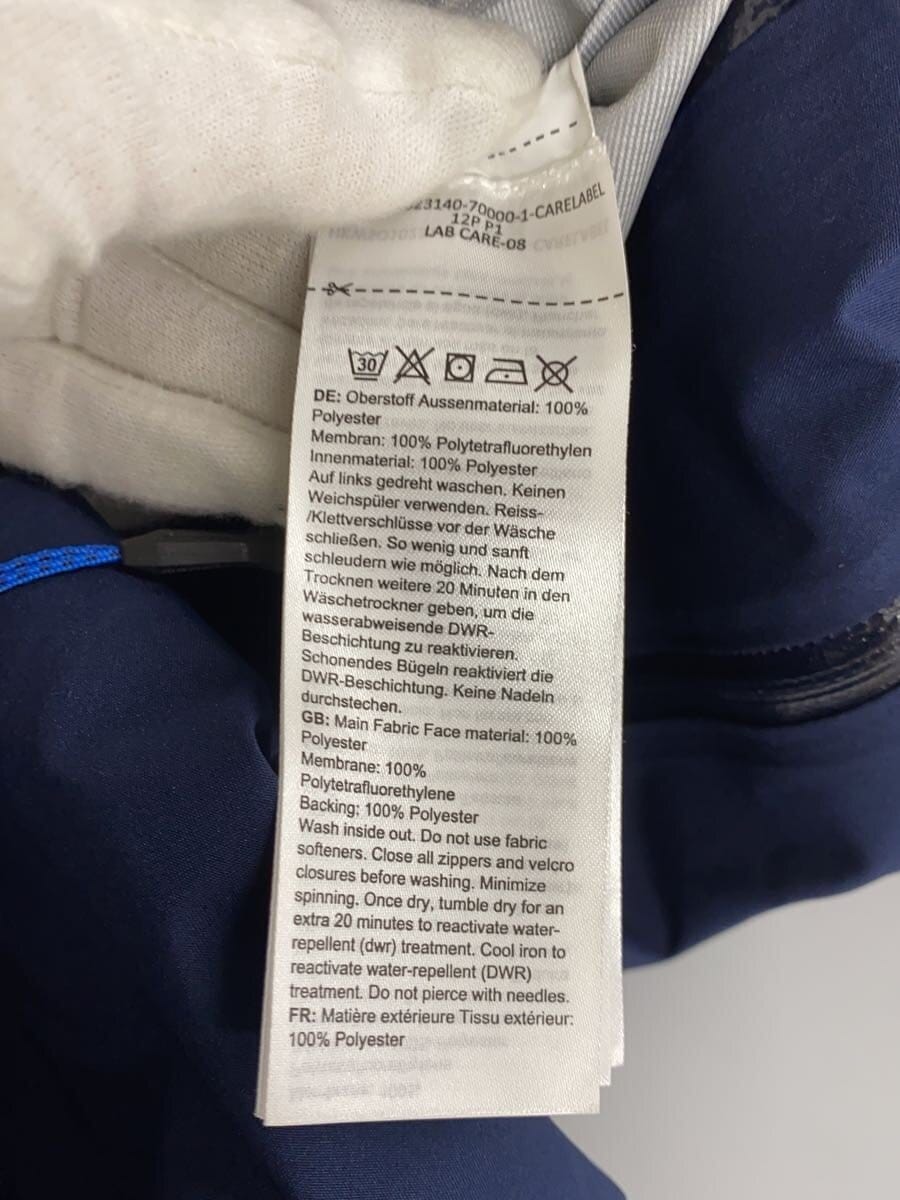 23140-70000-1-CARELABEL
12P P1
LAB CARE-08
30
DE: Oberstoff Aussenmaterial: 100%
Polyester
Membran: 100% Polytetrafluorethylen
Innenmaterial: 100% Polyester
Auf links gedreht waschen. Keinen
Weichspüler verwenden. Reiss-
/Klettverschlüsse vor der Wäsche
schließen. So wenig und sanft
schleudern wie möglich. Nach dem
Trocknen weitere 20 Minuten in den
Wäschetrockner geben, um die
wasserabweisende DWR-
Beschichtung zu reaktivieren.
Schonendes Bügeln reaktiviert die
DWR-Beschichtung. Keine Nadeln
durchstechen.
GB: Main Fabric Face material: 100%
Polyester
Membrane: 100%
Polytetrafluorethylene
Backing: 100% Polyester
Wash inside out. Do not use fabric
softeners. Close all zippers and velcro
closures before washing. Minimize
spinning. Once dry, tumble dry for an
extra 20 minutes to reactivate water-
repellent (dwr) treatment. Cool iron to
reactivate water-repellent (DWR)
treatment. Do not pierce with needles.
FR: Matière extérieure Tissu extérieur:
100% Polyester